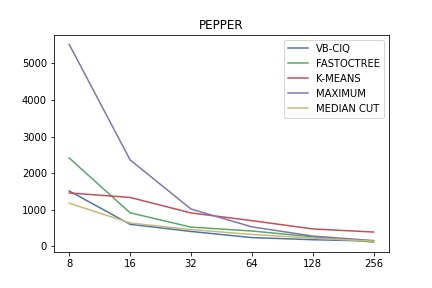 PEPPER
VB-CIQ
FASTOCTREE
K-MEANS
MAXIMUM
MEDIAN CUT
5000
4000
3000
2000
1000
0
8 16 32 64 128 256